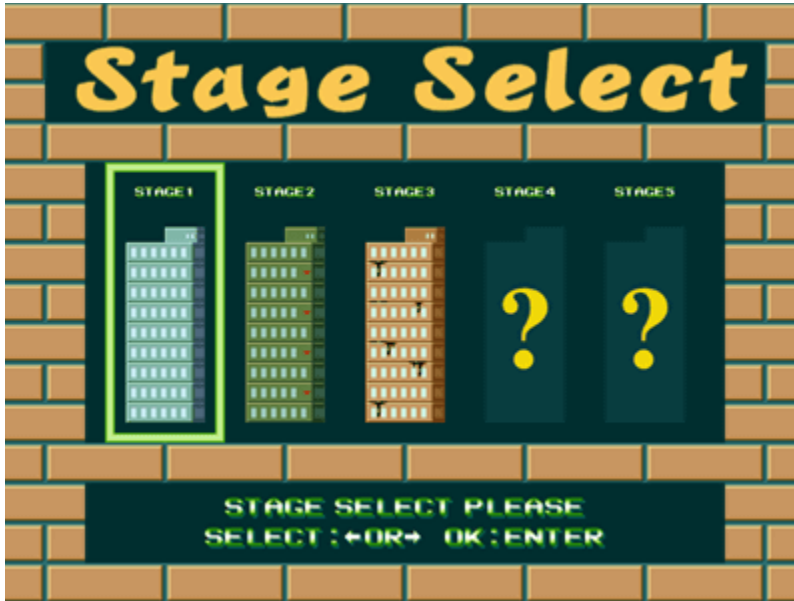 Stage Select
STAGE1 STAGE2 STAGE3 STAGE4 STAGE5
? ?
STAGE SELECT PLEASE
SELECT:←OR→ OK:ENTER